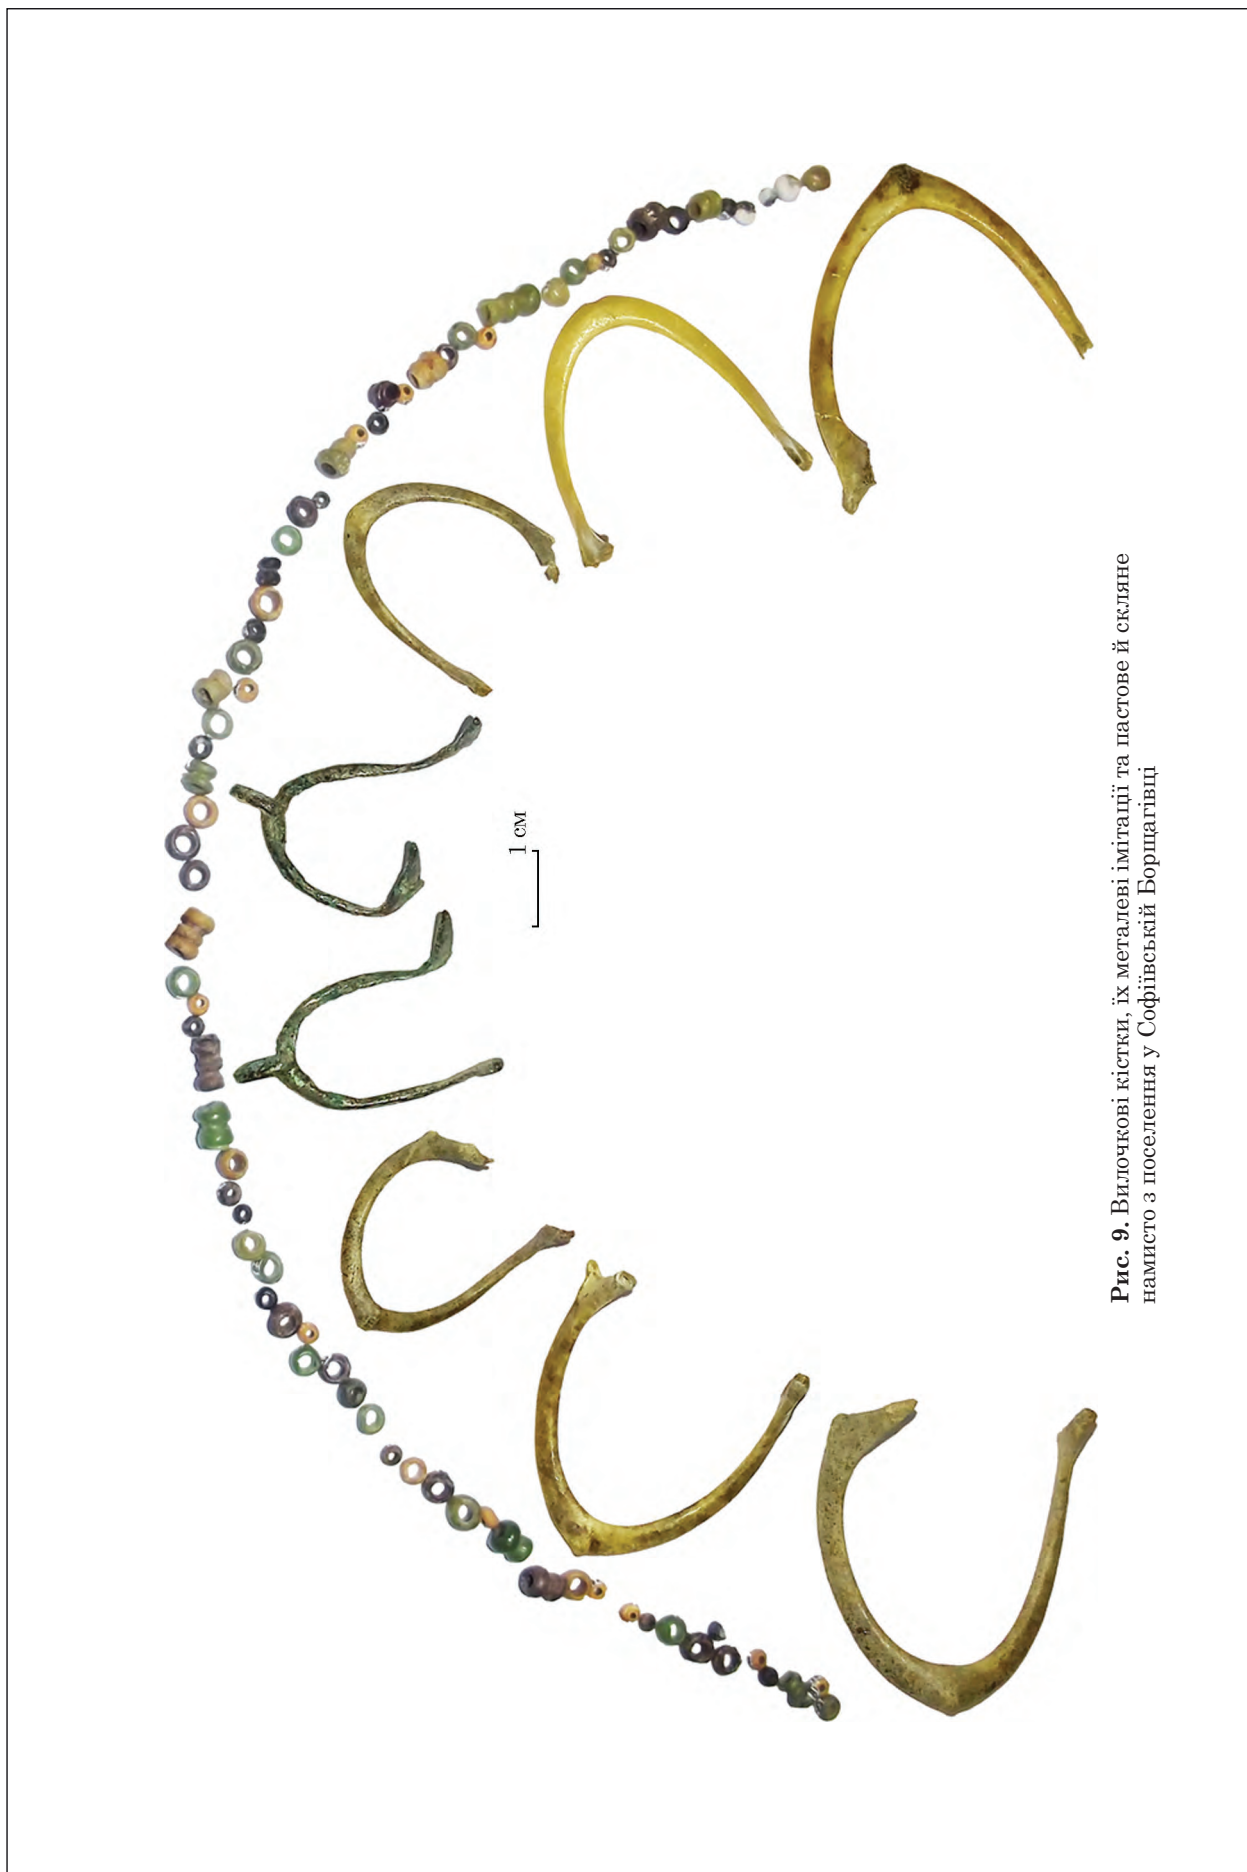 1 см
Рис. 9. Вилочкові кістки, їх металеві імітації та пастове й скляне
намисто з поселення у Софіївській Борщагівці